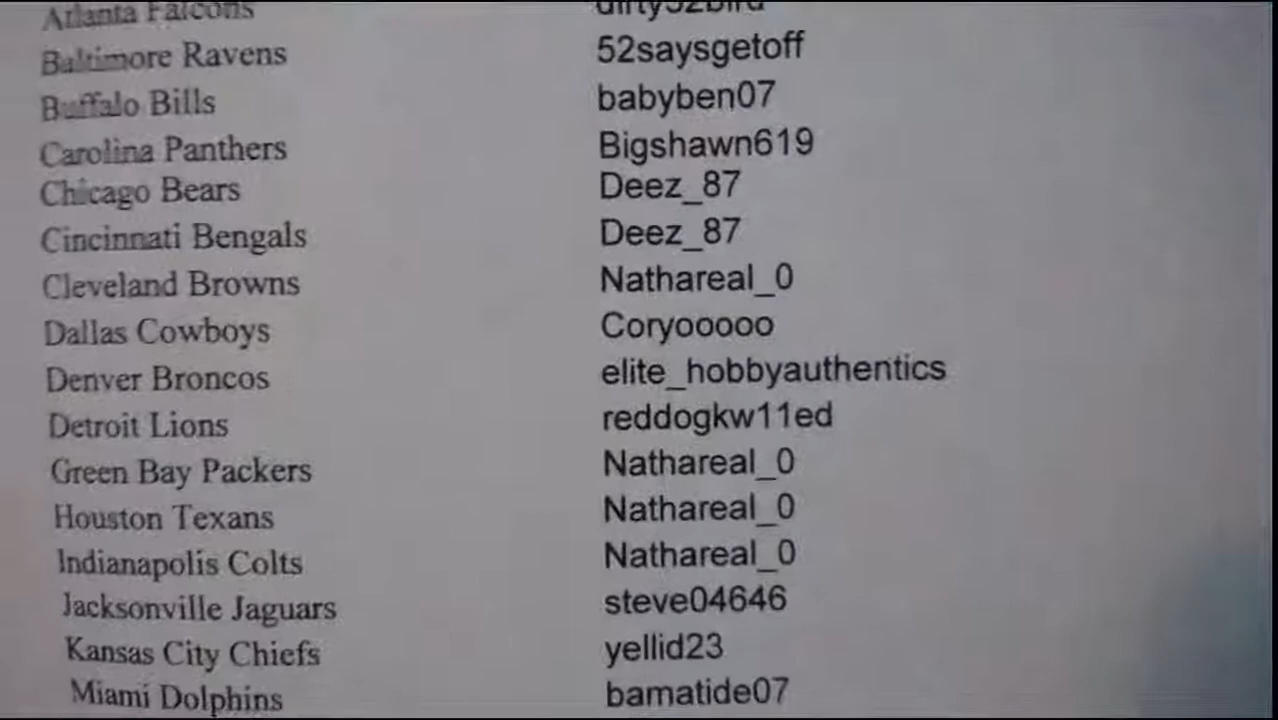 Atlanta Falcons dirty52bird
Baltimore Ravens 52saysgetoff
Buffalo Bills babyben07
Carolina Panthers Bigshawn619
Chicago Bears Deez_87
Cincinnati Bengals Deez_87
Cleveland Browns Nathareal_0
Dallas Cowboys Coryooooo
Denver Broncos elite_hobbyauthentics
Detroit Lions reddogkw11ed
Green Bay Packers Nathareal_0
Houston Texans Nathareal_0
Indianapolis Colts Nathareal_0
Jacksonville Jaguars steve04646
Kansas City Chiefs yellid23
Miami Dolphins bamatide07